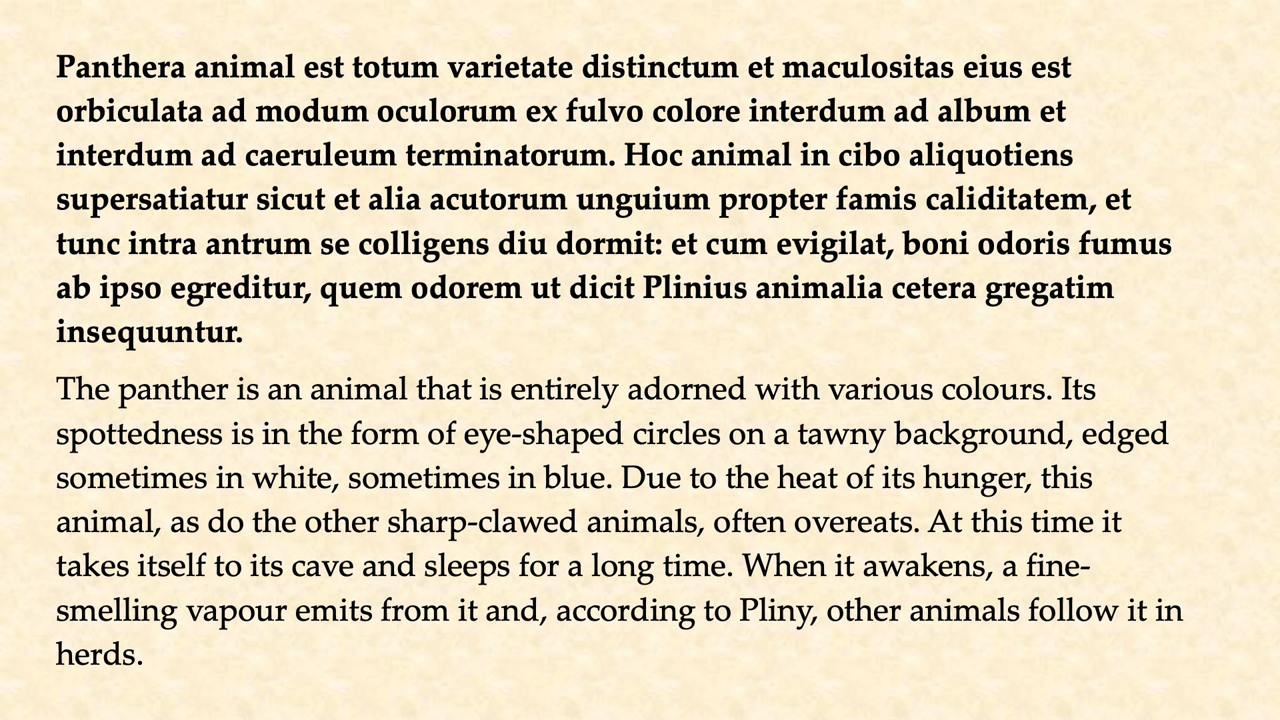 Panthera animal est totum varietate distinctum et maculositas eius est
orbiculata ad modum oculorum ex fulvo colore interdum ad album et
interdum ad caeruleum terminatorum. Hoc animal in cibo aliquotiens
supersatiatur sicut et alia acutorum unguium propter famis caliditatem, et
tunc intra antrum se colligens diu dormit: et cum evigilat, boni odoris fumus
ab ipso egreditur, quem odorem ut dicit Plinius animalia cetera gregatim
insequuntur.
The panther is an animal that is entirely adorned with various colours. Its
spottedness is in the form of eye-shaped circles on a tawny background, edged
sometimes in white, sometimes in blue. Due to the heat of its hunger, this
animal, as do the other sharp-clawed animals, often overeats. At this time it
takes itself to its cave and sleeps for a long time. When it awakens, a fine-
smelling vapour emits from it and, according to Pliny, other animals follow it in
herds.